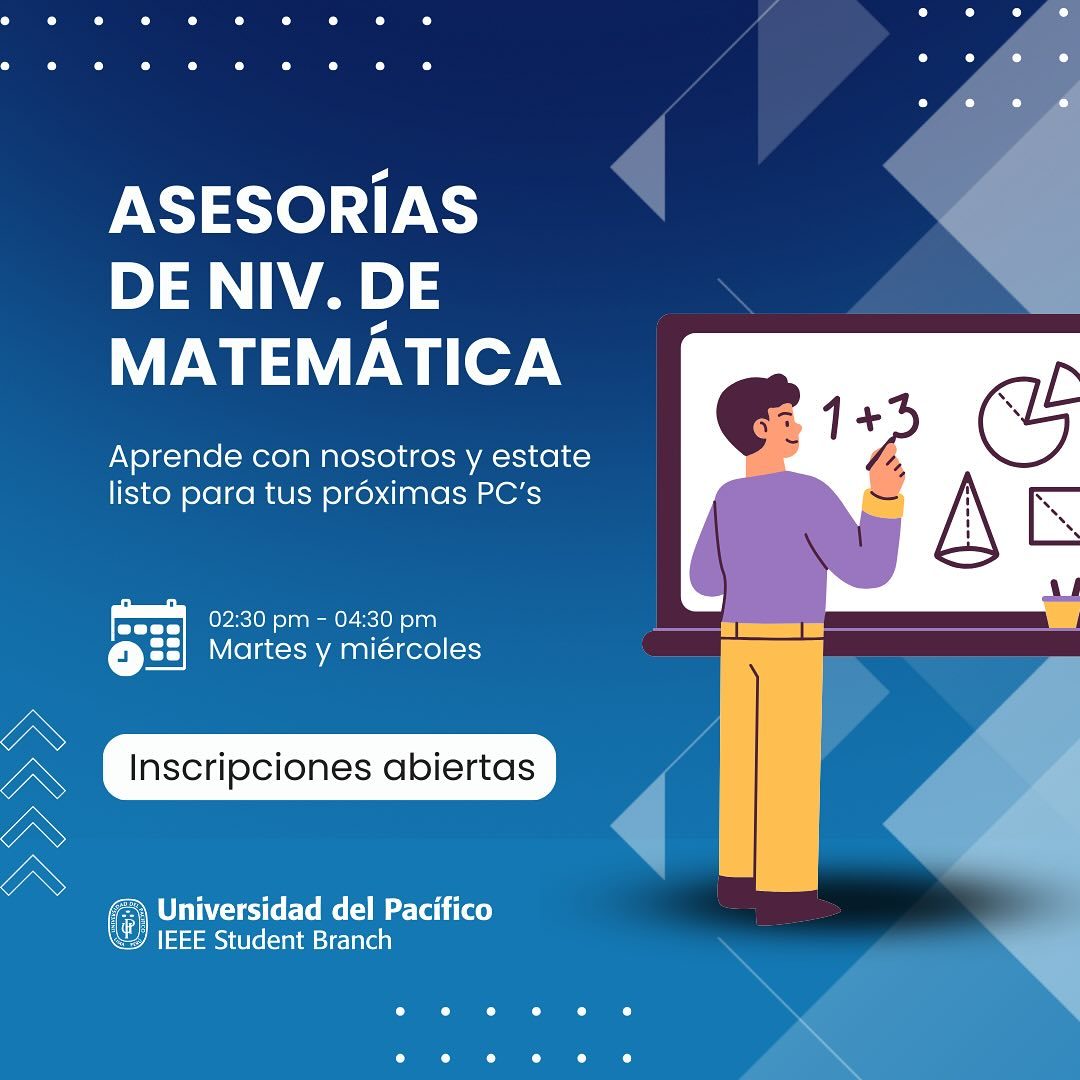 ASESORÍAS
DE NIV. DE
MATEMÁTICA
Aprende con nosotros y estate
listo para tus próximas PC’s
02:30 pm - 04:30 pm
Martes y miércoles
Inscripciones abiertas
1+3
Universidad del Pacífico
IEEE Student Branch